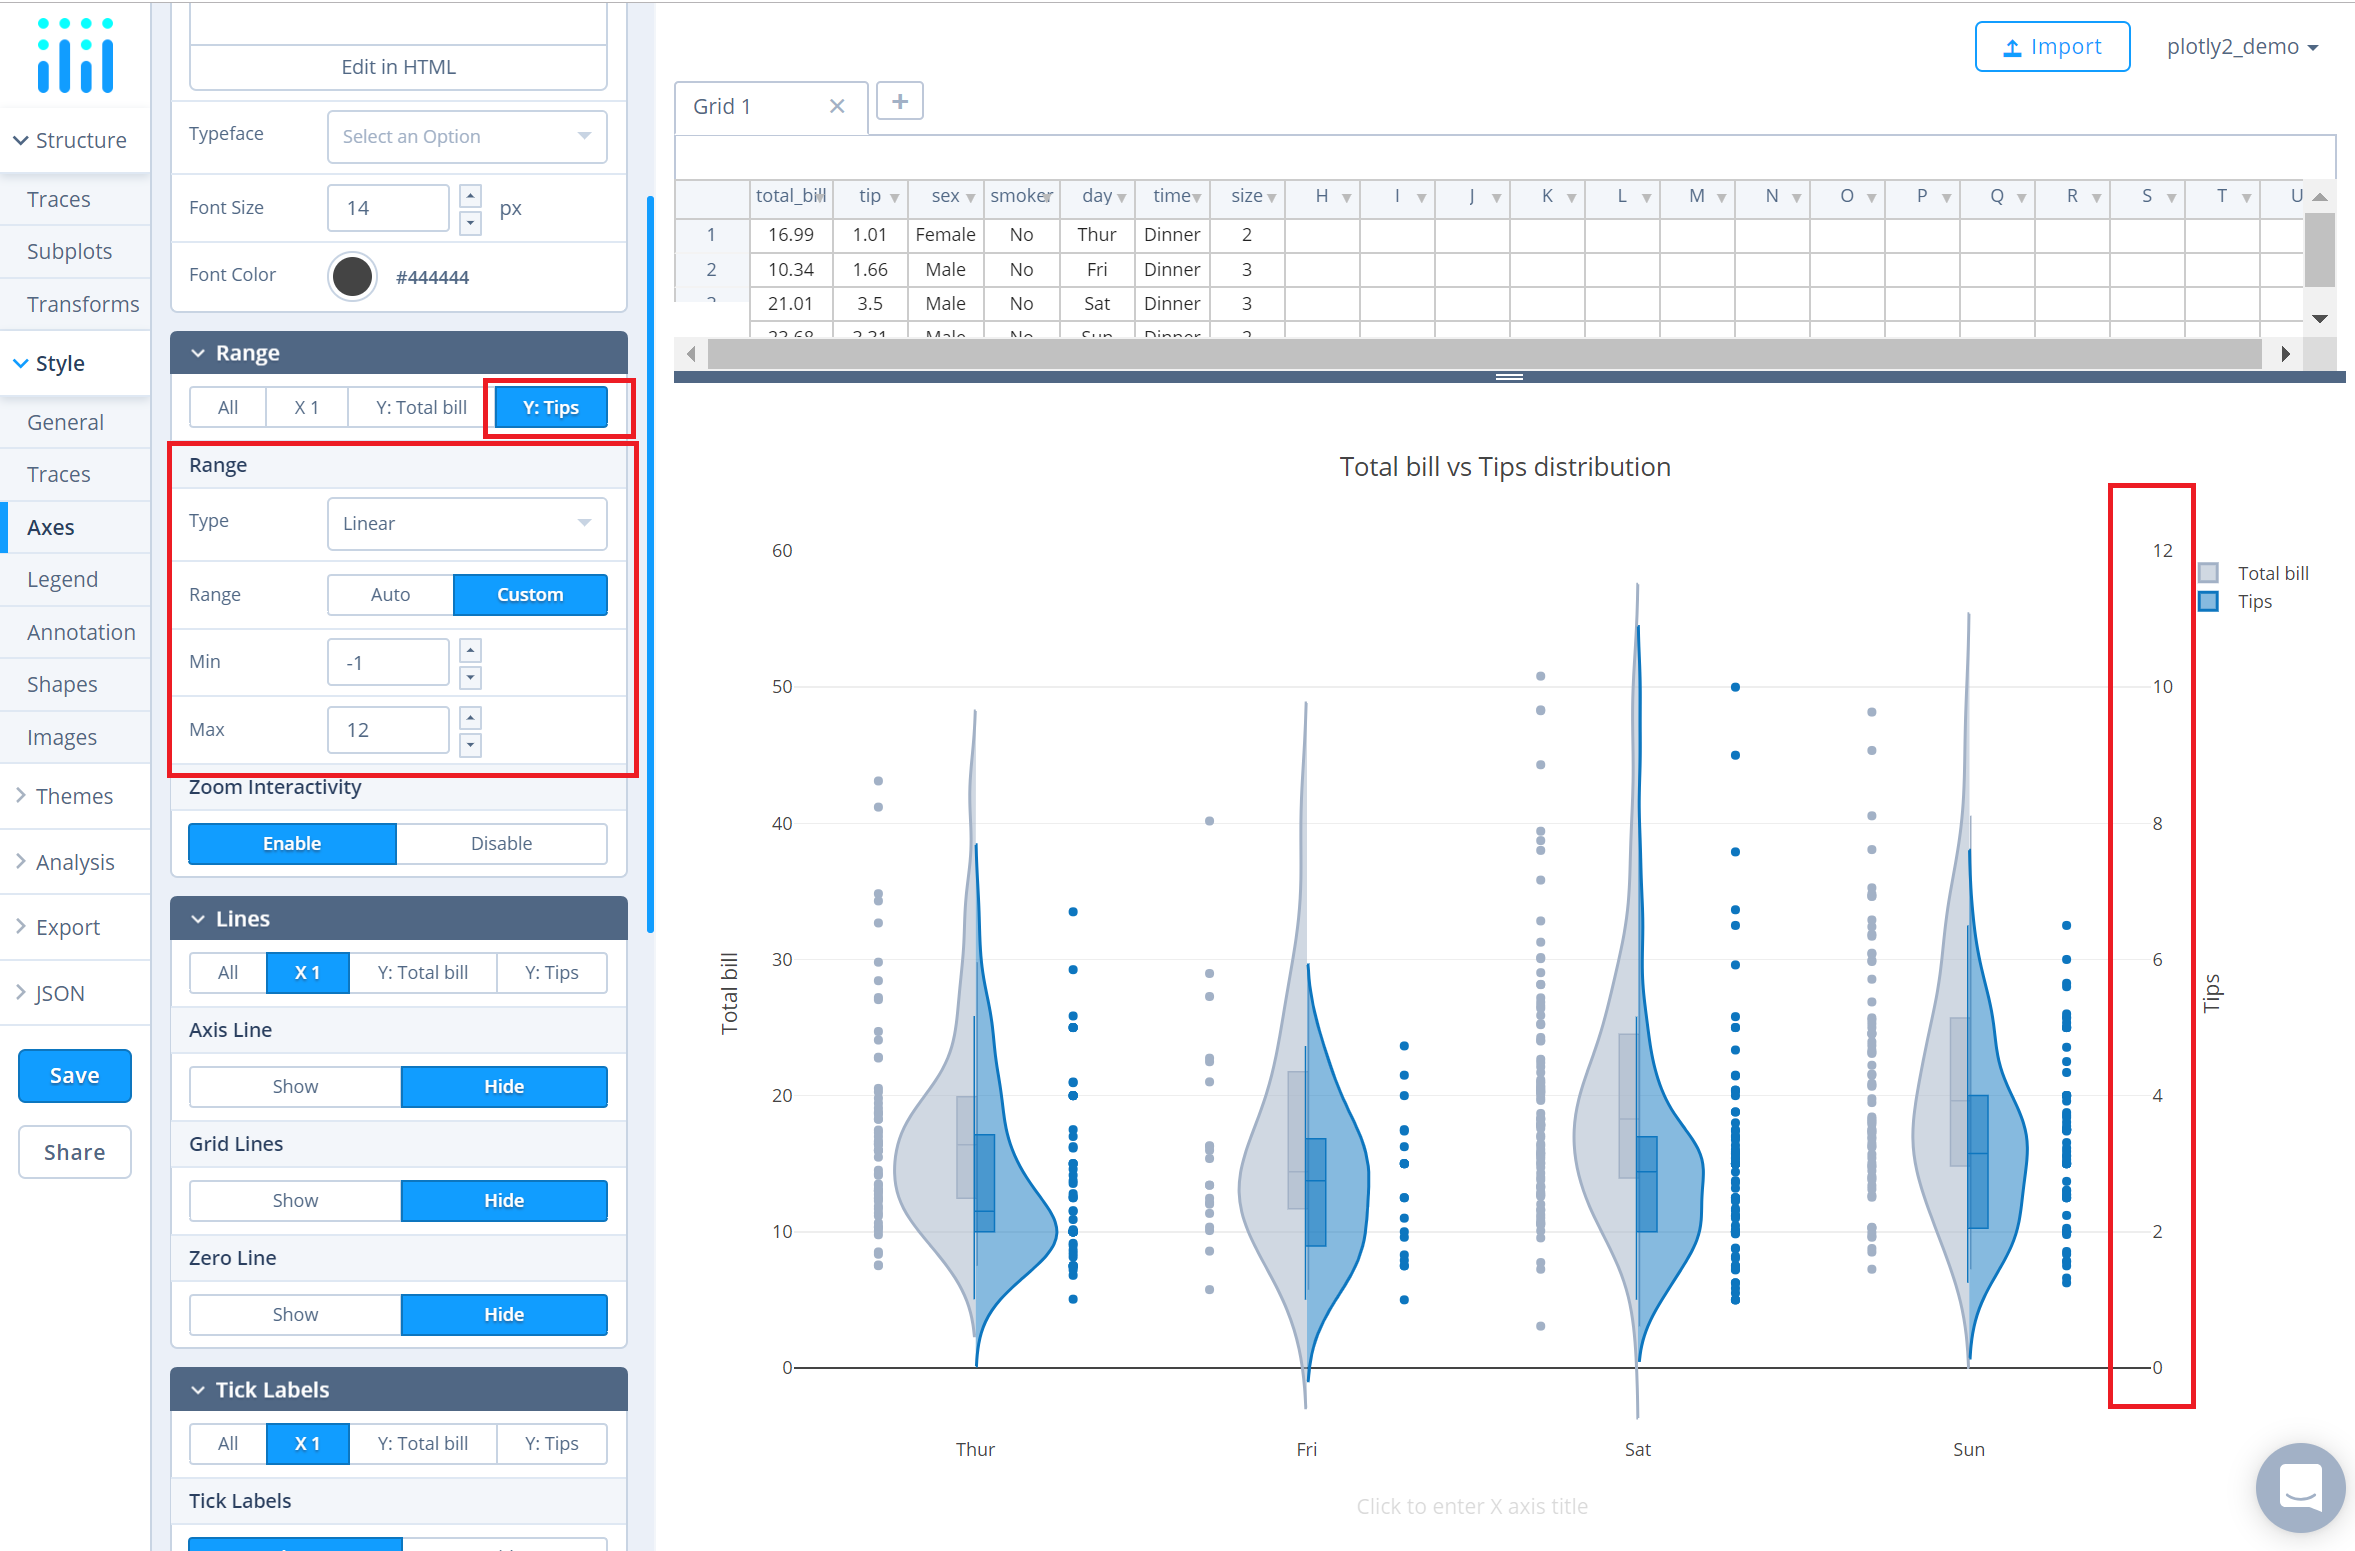 Import
plotly2_demo
Structure
Traces
Subplots
Transforms
Style
General
Traces
Axes
Legend
Annotation
Shapes
Images
Themes
Analysis
Export
JSON
Save
Share
Edit in HTML
Typeface Select an Option
Font Size 14 px
Font Color #444444
Range
All X 1 Y: Total bill Y: Tips
Range
Type Linear
Range Auto Custom
Min -1
Max 12
Zoom Interactivity
Enable Disable
Lines
All X 1 Y: Total bill Y: Tips
Axis Line
Show Hide
Grid Lines
Show Hide
Zero Line
Show Hide
Tick Labels
All X 1 Y: Total bill Y: Tips
Tick Labels
Grid 1
total_bill tip sex smoker day time size H I J K L M N O P Q R S T U
1 16.99 1.01 Female No Thur Dinner 2
2 10.34 1.66 Male No Fri Dinner 3
21.01 3.5 Male No Sat Dinner 3
Total bill vs Tips distribution
60
50
40
30
20
10
0
Total bill
12
10
8
6
4
2
0
Tips
Total bill
Tips
Thur Fri Sat Sun
Click to enter X axis title